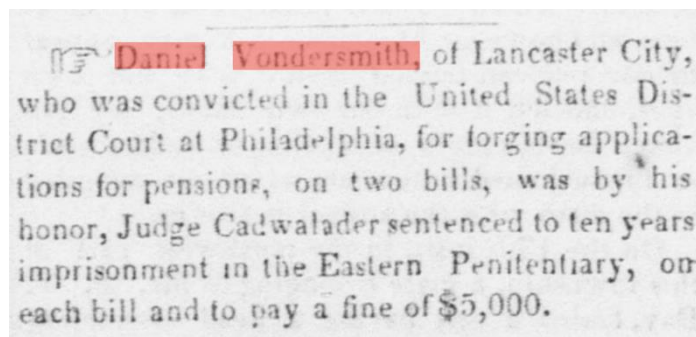 ☞ Daniel Vondersmith, of Lancaster City,
who was convicted in the United States Dis-
trict Court at Philadelphia, for forging applica-
tions for pensions, on two bills, was by his
honor, Judge Cadwalader sentenced to ten years
imprisonment in the Eastern Penitentiary, on
each bill and to pay a fine of $5,000.